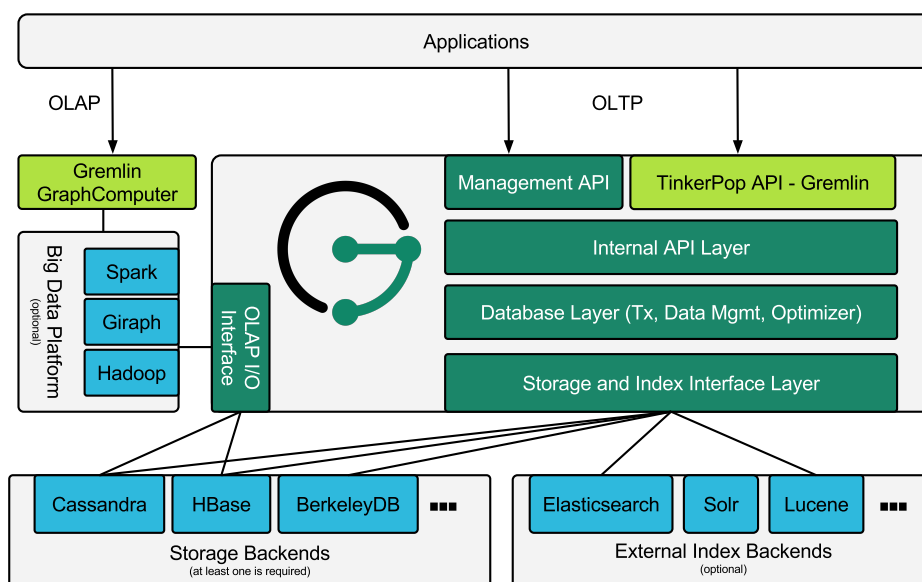 Applications
OLAP
OLTP
Gremlin
GraphComputer
Management API
TinkerPop API - Gremlin
Big Data Platform
(optional)
Spark
Giraph
Hadoop
OLAP I/O
Interface
Internal API Layer
Database Layer (Tx, Data Mgmt, Optimizer)
Storage and Index Interface Layer
Cassandra
HBase
BerkeleyDB
Storage Backends
(at least one is required)
Elasticsearch
Solr
Lucene
External Index Backends
(optional)